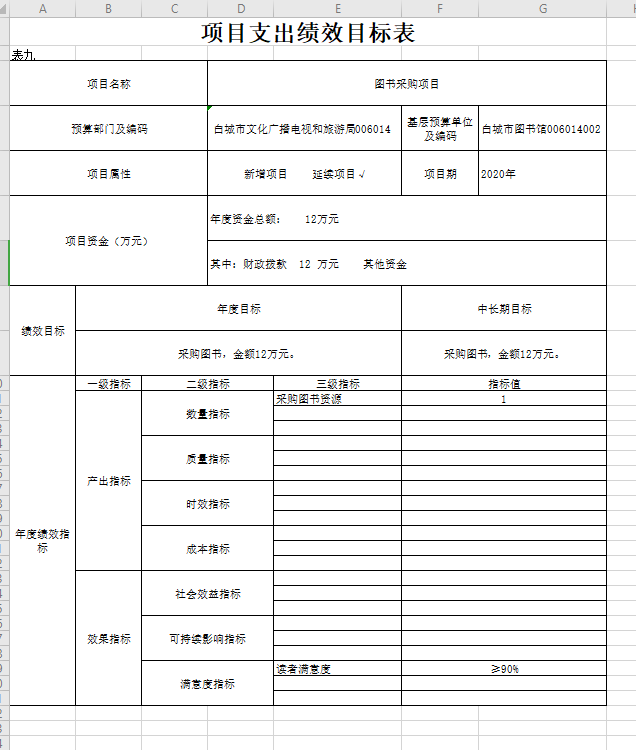 A B C D E F G
项目支出绩效目标表
表九
项目名称 图书采购项目
预算部门及编码 白城市文化广播电视和旅游局006014 基层预算单位及编码 白城市图书馆006014002
项目属性 新增项目 延续项目√ 项目期 2020年
项目资金（万元） 年度资金总额： 12万元
其中：财政拨款 12 万元 其他资金
绩效目标 年度目标 中长期目标
采购图书，金额12万元。 采购图书，金额12万元。
年度绩效指标 一级指标 二级指标 三级指标 指标值
产出指标 数量指标 采购图书资源 1
质量指标
时效指标
成本指标
效果指标 社会效益指标
可持续影响指标
满意度指标 读者满意度 ≥90%